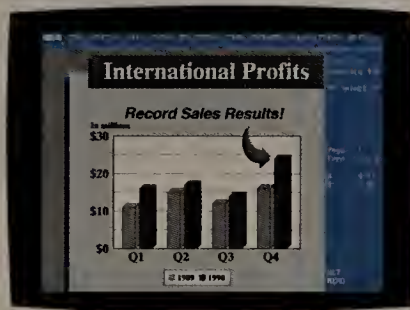 International Profits
Record Sales Results!
In millions
$30
$20
$10
$0
Q1 Q2 Q3 Q4
1989 1990